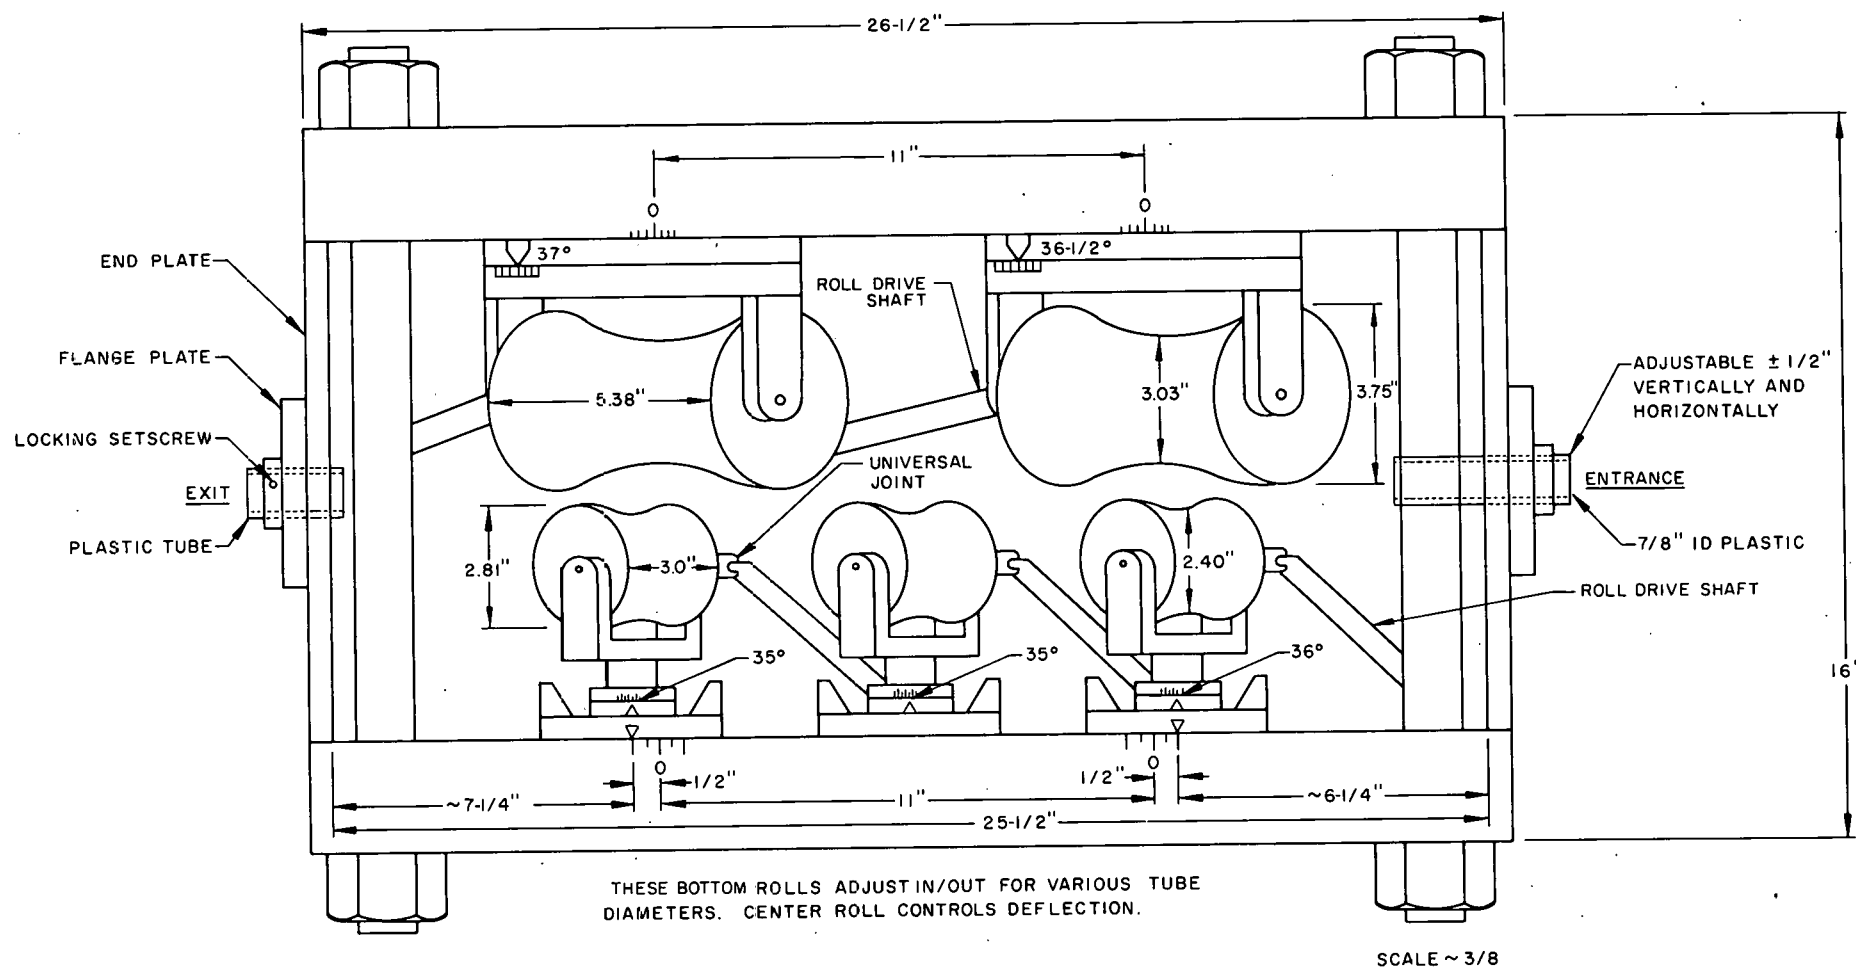 26-1/2"
11"
O
O
37°
36-1/2°
END PLATE
ROLL DRIVE
SHAFT
FLANGE PLATE
ADJUSTABLE ± 1/2"
VERTICALLY AND
HORIZONTALLY
5.38"
3.03"
3.75"
LOCKING SETSCREW
UNIVERSAL
JOINT
EXIT
ENTRANCE
PLASTIC TUBE
7/8" ID PLASTIC
2.81"
3.0"
2.40"
ROLL DRIVE SHAFT
35°
35°
36°
16"
O
O
1/2"
1/2"
~7-1/4"
11"
~6-1/4"
25-1/2"
THESE BOTTOM ROLLS ADJUST IN/OUT FOR VARIOUS TUBE
DIAMETERS. CENTER ROLL CONTROLS DEFLECTION.
SCALE ~ 3/8